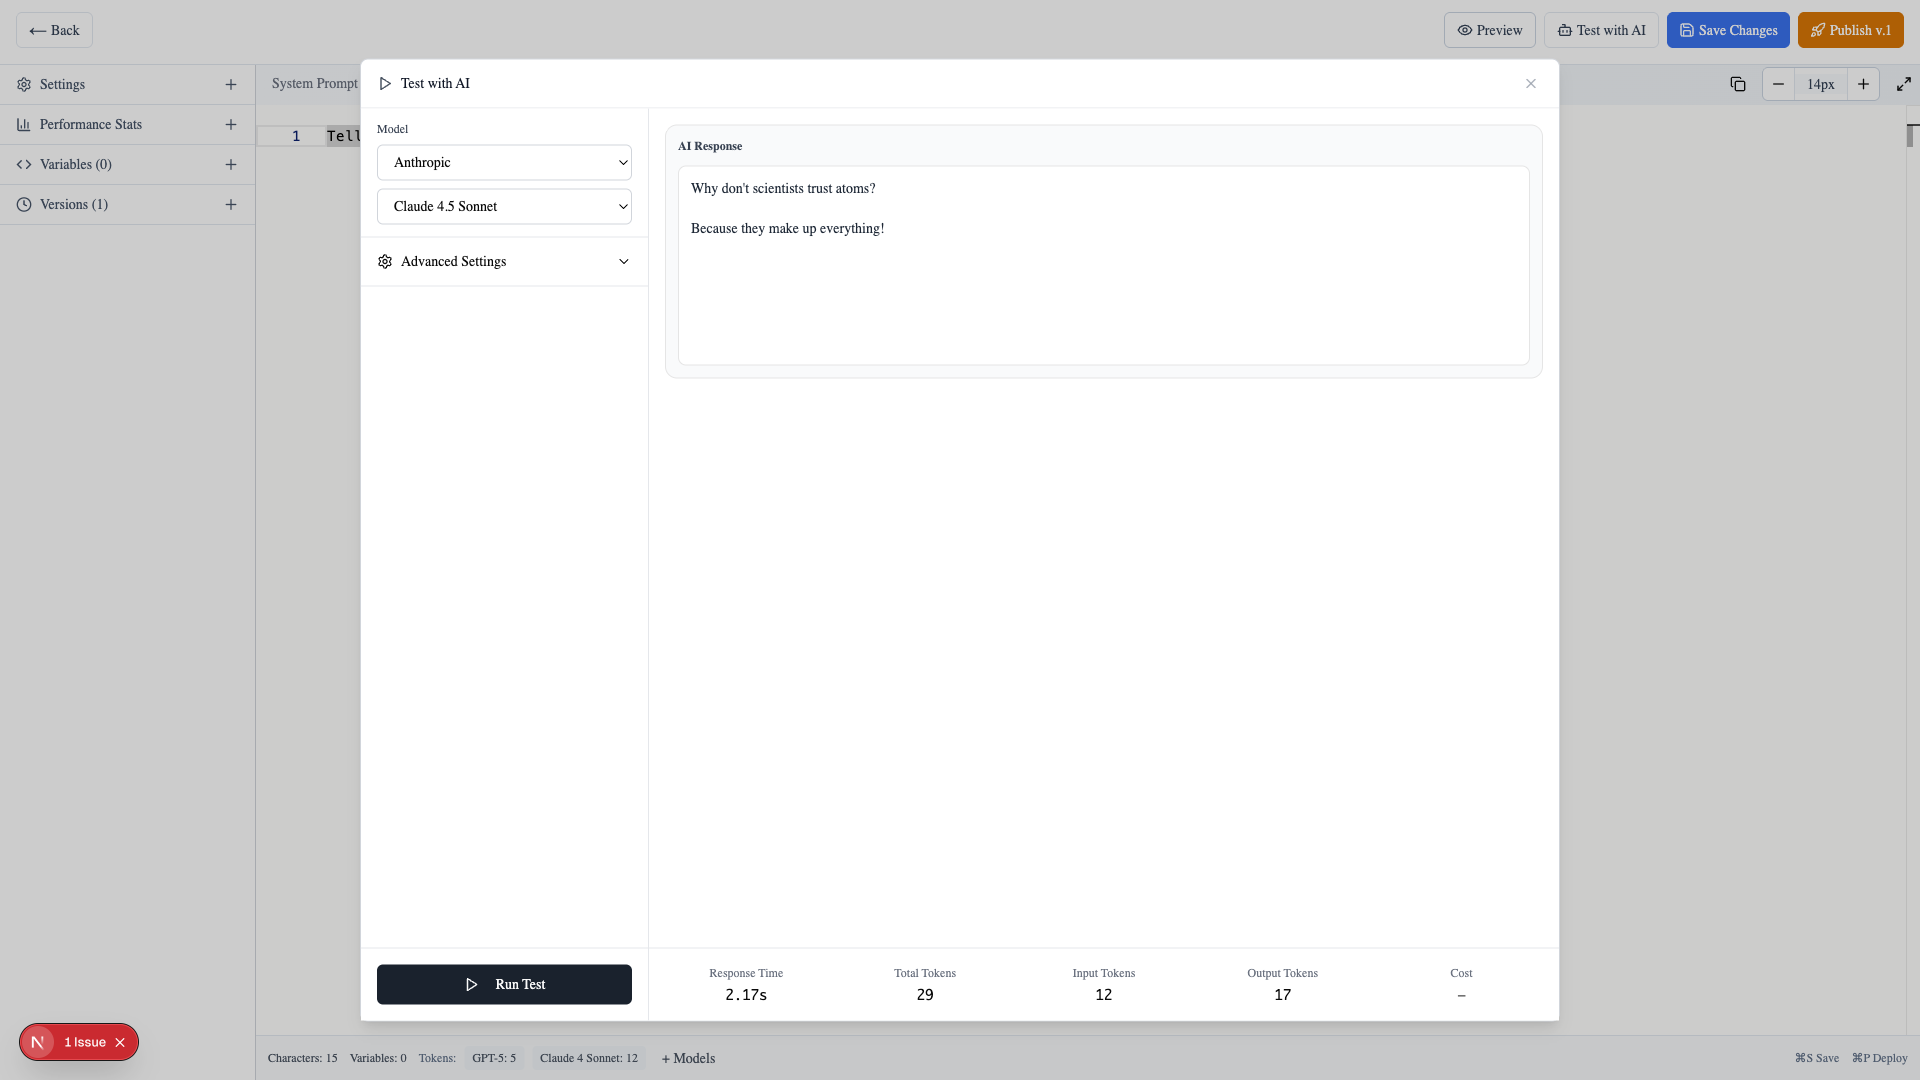 Back
Preview
Test with AI
Save Changes
Publish v.1
Settings
Performance Stats
Variables (0)
Versions (1)
System Prompt
14px
1
Tell
Test with AI
Model
Anthropic
Claude 4.5 Sonnet
Advanced Settings
AI Response
Why don't scientists trust atoms?
Because they make up everything!
Run Test
Response Time
2.17s
Total Tokens
29
Input Tokens
12
Output Tokens
17
Cost
–
N 1 Issue
Characters: 15 Variables: 0 Tokens: GPT-5: 5 Claude 4 Sonnet: 12 + Models
⌘S Save ⌘P Deploy